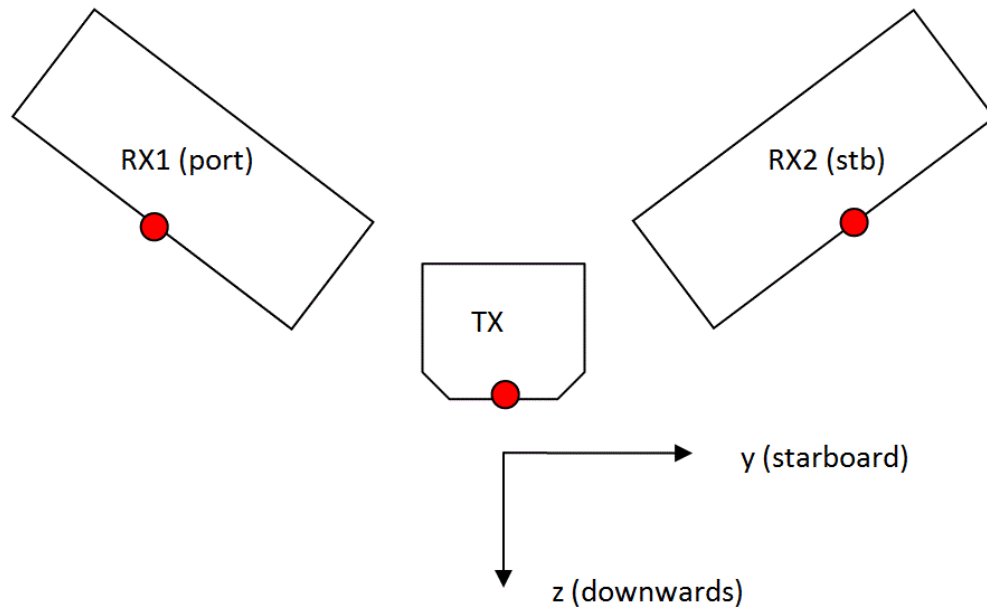 RX1 (port)
RX2 (stb)
TX
y (starboard)
z (downwards)